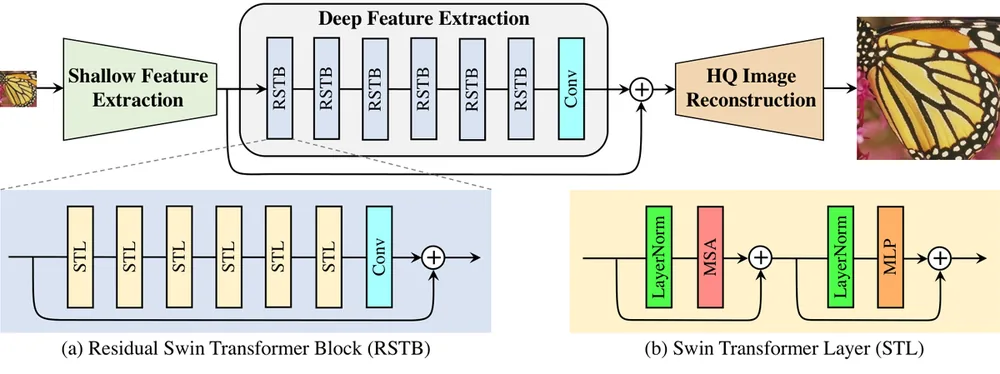 Deep Feature Extraction
Shallow Feature
Extraction
RSTB
RSTB
RSTB
RSTB
RSTB
RSTB
Conv
+
HQ Image
Reconstruction
STL
STL
STL
STL
STL
STL
Conv
+
LayerNorm
MSA
+
LayerNorm
MLP
+
(a) Residual Swin Transformer Block (RSTB)
(b) Swin Transformer Layer (STL)